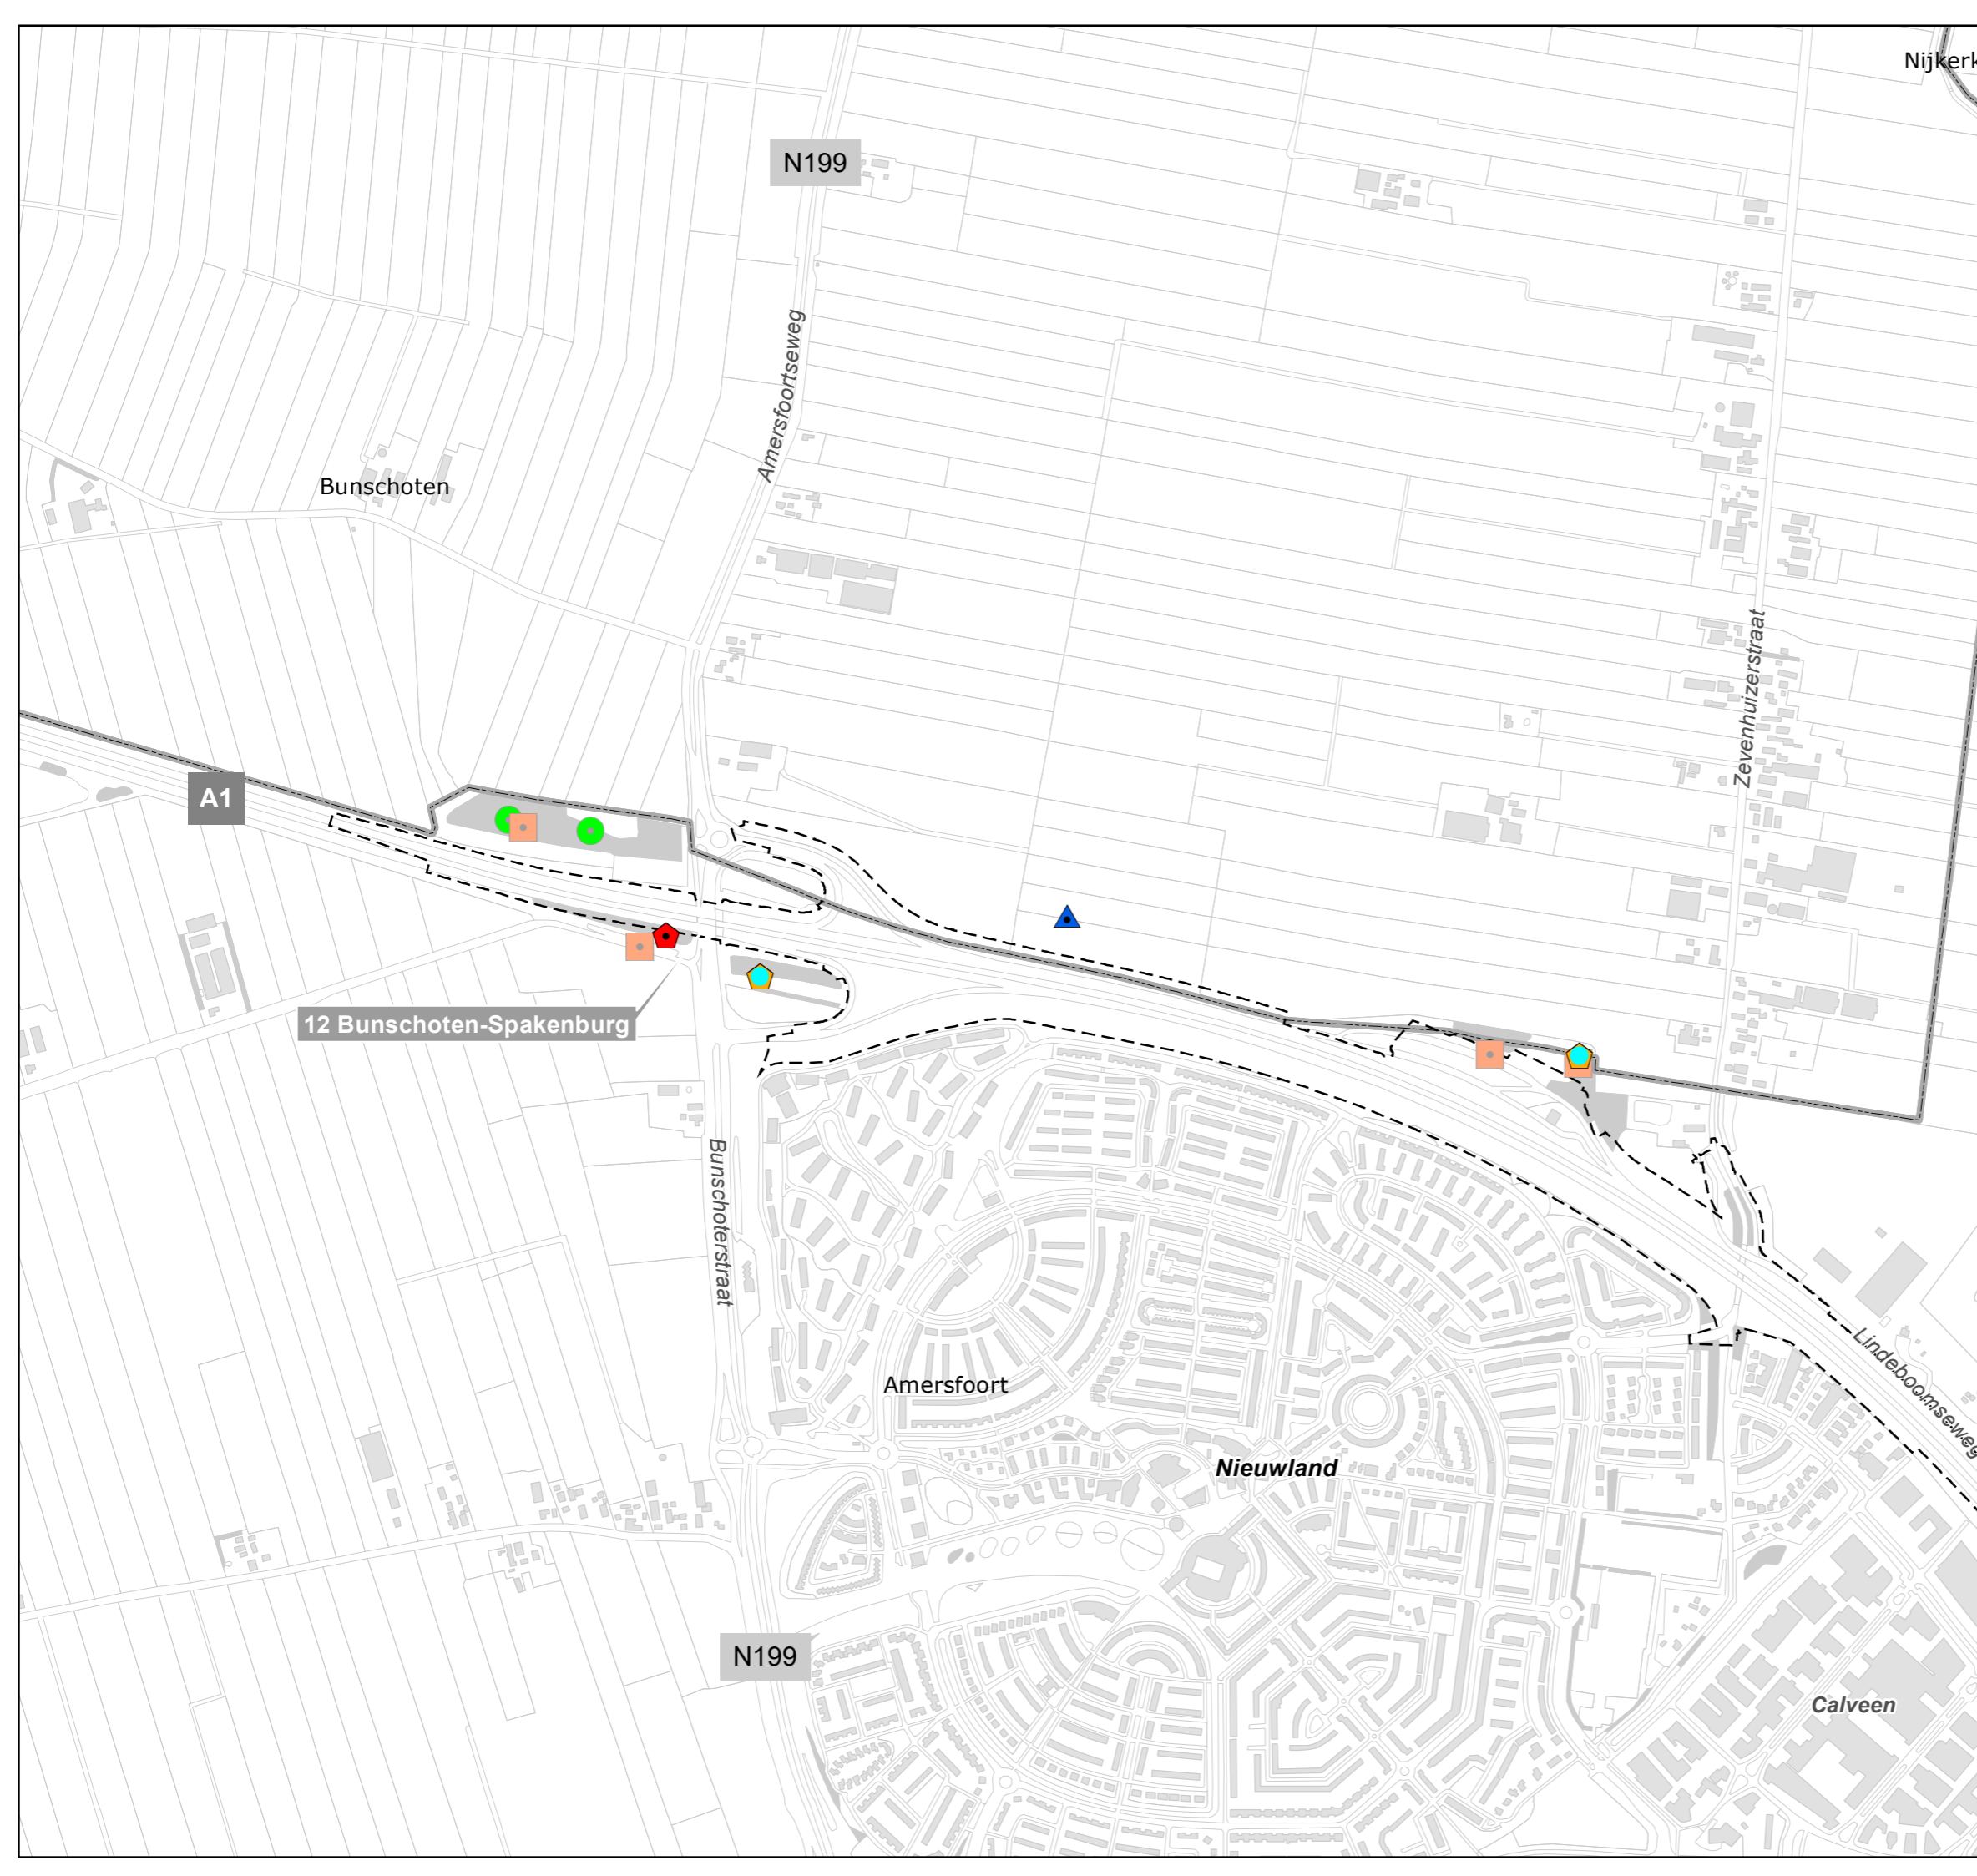 Nijkerk
N199
Amersfoortseweg
Bunschoten
Zevenhuizerstraat
A1
12 Bunschoten-Spakenburg
Bunschoterstraat
Lindeboomseweg
Amersfoort
Nieuwland
N199
Calveen